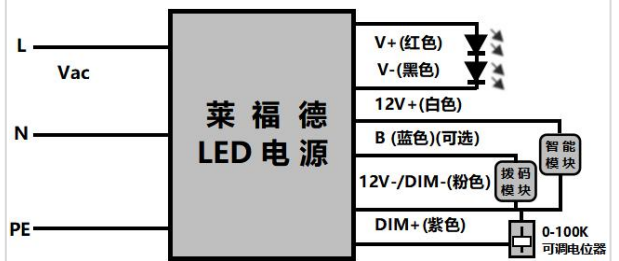 L
Vac
N
PE
莱福德
LED电源
V+(红色)
V-(黑色)
12V+(白色)
B (蓝色)(可选)
12V-/DIM-(粉色)
DIM+(紫色)
智能
模块
拨码
模块
0-100K
可调电位器